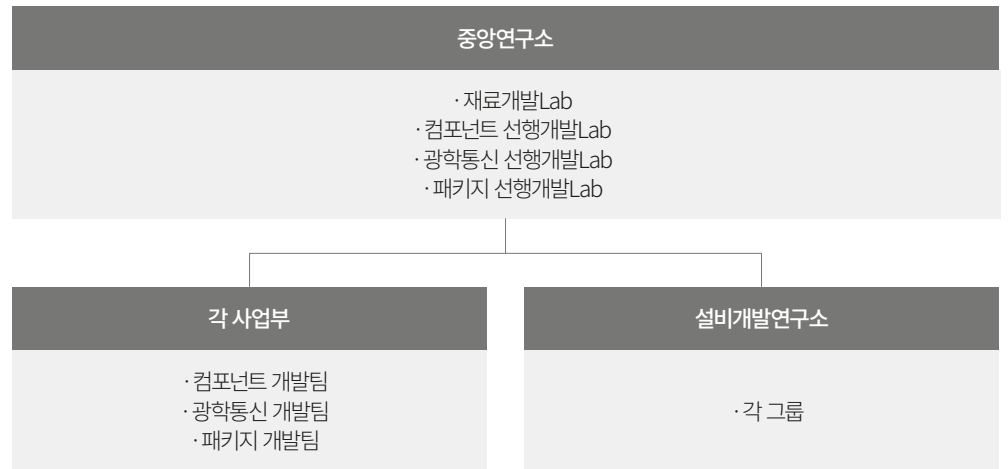 중앙연구소
· 재료개발Lab
· 컴포넌트 선행개발Lab
· 광학통신 선행개발Lab
· 패키지 선행개발Lab
각 사업부
· 컴포넌트 개발팀
· 광학통신 개발팀
· 패키지 개발팀
설비개발연구소
· 각 그룹